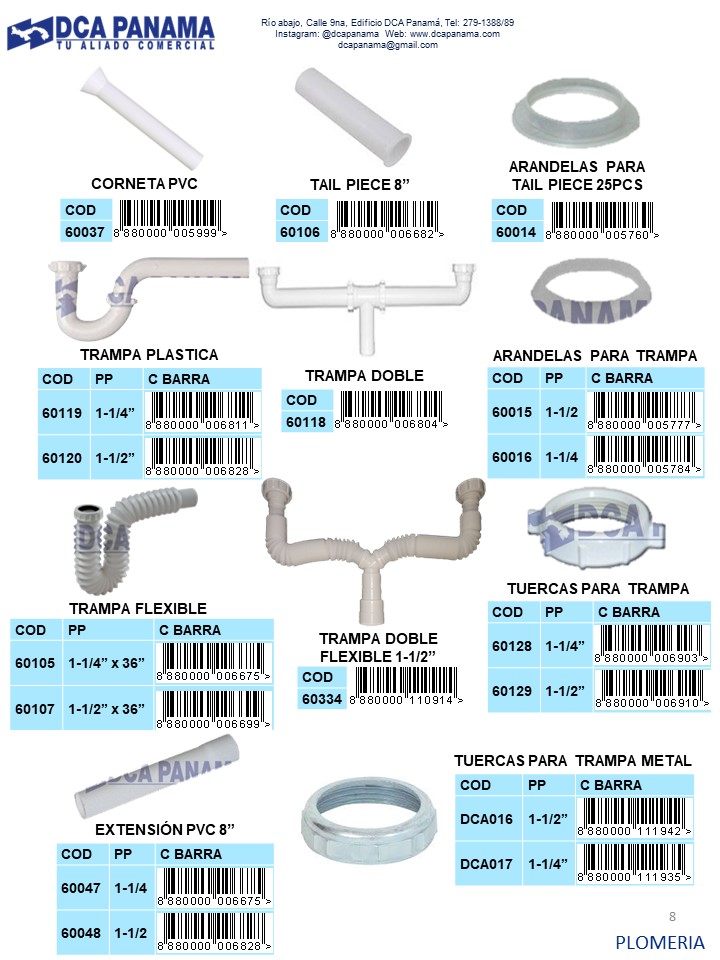 DCA PANAMA
TU ALIADO COMERCIAL
Río abajo, Calle 9na, Edificio DCA Panamá, Tel: 279-1388/89
Instagram: @dcapanama Web: www.dcapanama.com
dcapanama@gmail.com
CORNETA PVC
COD
60037
8 880000 005999 >
TAIL PIECE 8”
COD
60106
8 880000 006682 >
ARANDELAS PARA
TAIL PIECE 25PCS
COD
60014
8 880000 005760 >
TRAMPA PLASTICA
COD PP C BARRA
60119 1-1/4” 8 880000 006811 >
60120 1-1/2” 8 880000 006828 >
TRAMPA DOBLE
COD
60118
8 880000 006804 >
PANAMA
ARANDELAS PARA TRAMPA
COD PP C BARRA
60015 1-1/2 8 880000 005777 >
60016 1-1/4 8 880000 005784 >
DCA
TRAMPA FLEXIBLE
COD PP C BARRA
60105 1-1/4” x 36” 8 880000 006675 >
60107 1-1/2” x 36” 8 880000 006699 >
TRAMPA DOBLE
FLEXIBLE 1-1/2”
COD
60334
8 880000 110914 >
DCA
TUERCAS PARA TRAMPA
COD PP C BARRA
60128 1-1/4” 8 880000 006903 >
60129 1-1/2” 8 880000 006910 >
DCA PANAMA
EXTENSIÓN PVC 8”
COD PP C BARRA
60047 1-1/4 8 880000 006675 >
60048 1-1/2 8 880000 006828 >
TUERCAS PARA TRAMPA METAL
COD PP C BARRA
DCA016 1-1/2” 8 880000 111942 >
DCA017 1-1/4” 8 880000 111935 >
8
PLOMERIA